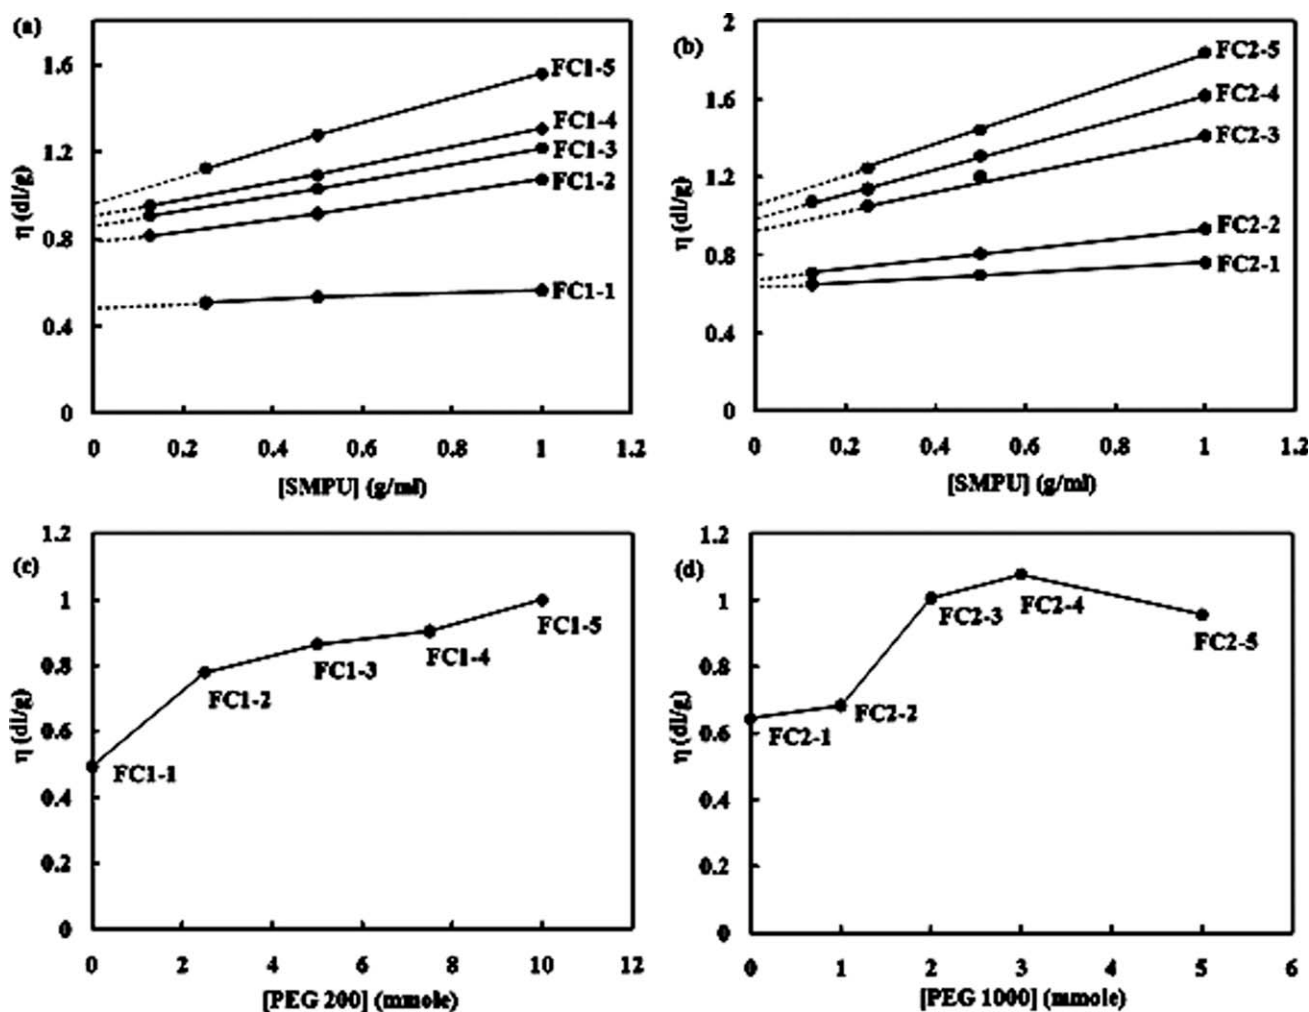 (a)
η (dl/g)
1.6
1.2
0.8
0.4
0
FC1-5
FC1-4
FC1-3
FC1-2
FC1-1
0 0.2 0.4 0.6 0.8 1 1.2
[SMPU] (g/ml)
(b)
η (dl/g)
2
1.6
1.2
0.8
0.4
0
FC2-5
FC2-4
FC2-3
FC2-2
FC2-1
0 0.2 0.4 0.6 0.8 1 1.2
[SMPU] (g/ml)
(c)
η (dl/g)
1.2
1
0.8
0.6
0.4
0.2
0
FC1-1
FC1-2
FC1-3
FC1-4
FC1-5
0 2 4 6 8 10 12
[PEG 200] (mmole)
(d)
η (dl/g)
1.2
1
0.8
0.6
0.4
0.2
0
FC2-1
FC2-2
FC2-3
FC2-4
FC2-5
0 1 2 3 4 5 6
[PEG 1000] (mmole)